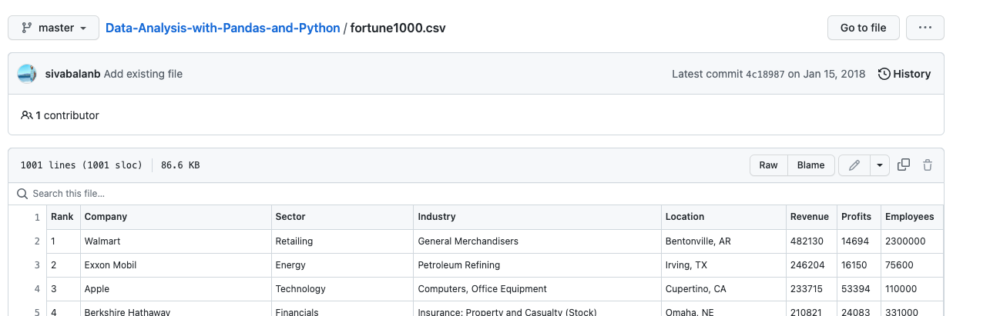 master Data-Analysis-with-Pandas-and-Python / fortune1000.csv Go to file ...
sivabalanb Add existing file Latest commit 4c18987 on Jan 15, 2018 History
1 contributor
1001 lines (1001 sloc) 86.6 KB Raw Blame
Search this file…
1 Rank Company Sector Industry Location Revenue Profits Employees
2 1 Walmart Retailing General Merchandisers Bentonville, AR 482130 14694 2300000
3 2 Exxon Mobil Energy Petroleum Refining Irving, TX 246204 16150 75600
4 3 Apple Technology Computers, Office Equipment Cupertino, CA 233715 53394 110000
5 4 Berkshire Hathaway Financials Insurance: Property and Casualty (Stock) Omaha, NE 210821 24083 331000